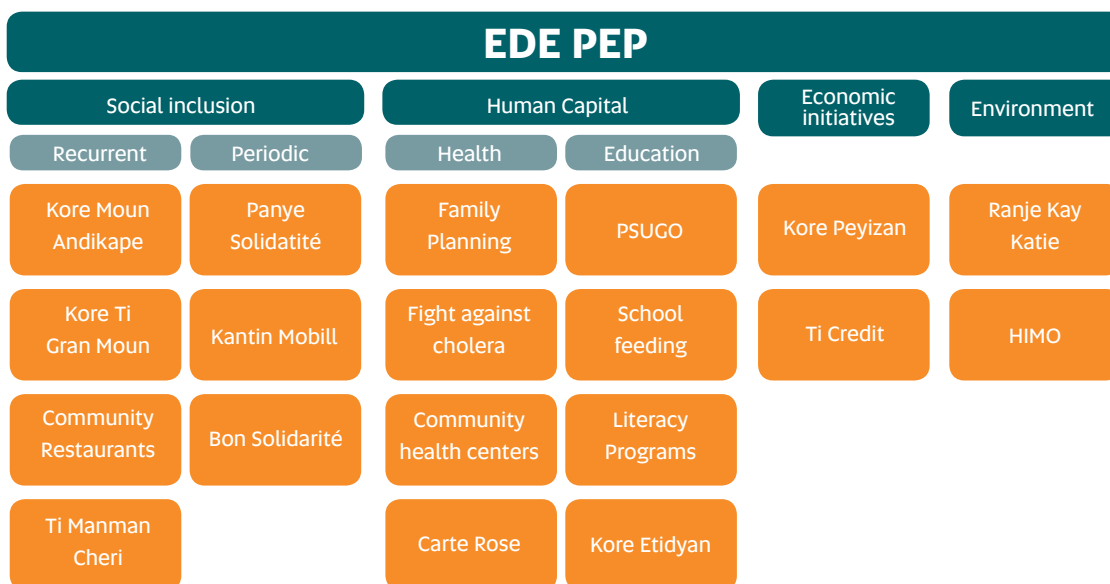 EDE PEP
Social inclusion
Human Capital
Economic
initiatives
Environment
Recurrent
Periodic
Health
Education
Kore Moun
Andikape
Panye
Solidatité
Family
Planning
PSUGO
Kore Peyizan
Ranje Kay
Katie
Kore Ti
Gran Moun
Kantin Mobill
Fight against
cholera
School
feeding
Ti Credit
HIMO
Community
Restaurants
Bon Solidarité
Community
health centers
Literacy
Programs
Ti Manman
Cheri
Carte Rose
Kore Etidyan